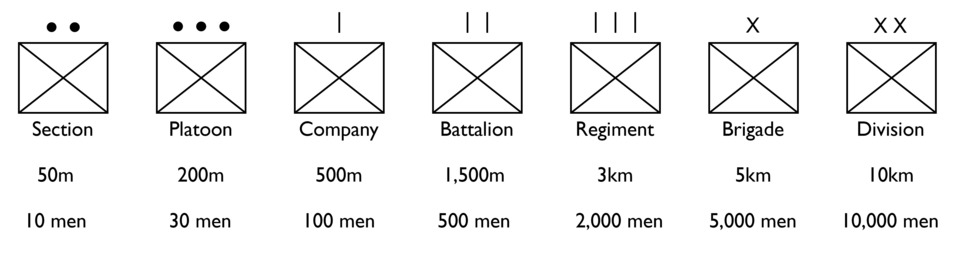 ● ● ● ● ● | | | | | | X X X
Section Platoon Company Battalion Regiment Brigade Division
50m 200m 500m 1,500m 3km 5km 10km
10 men 30 men 100 men 500 men 2,000 men 5,000 men 10,000 men